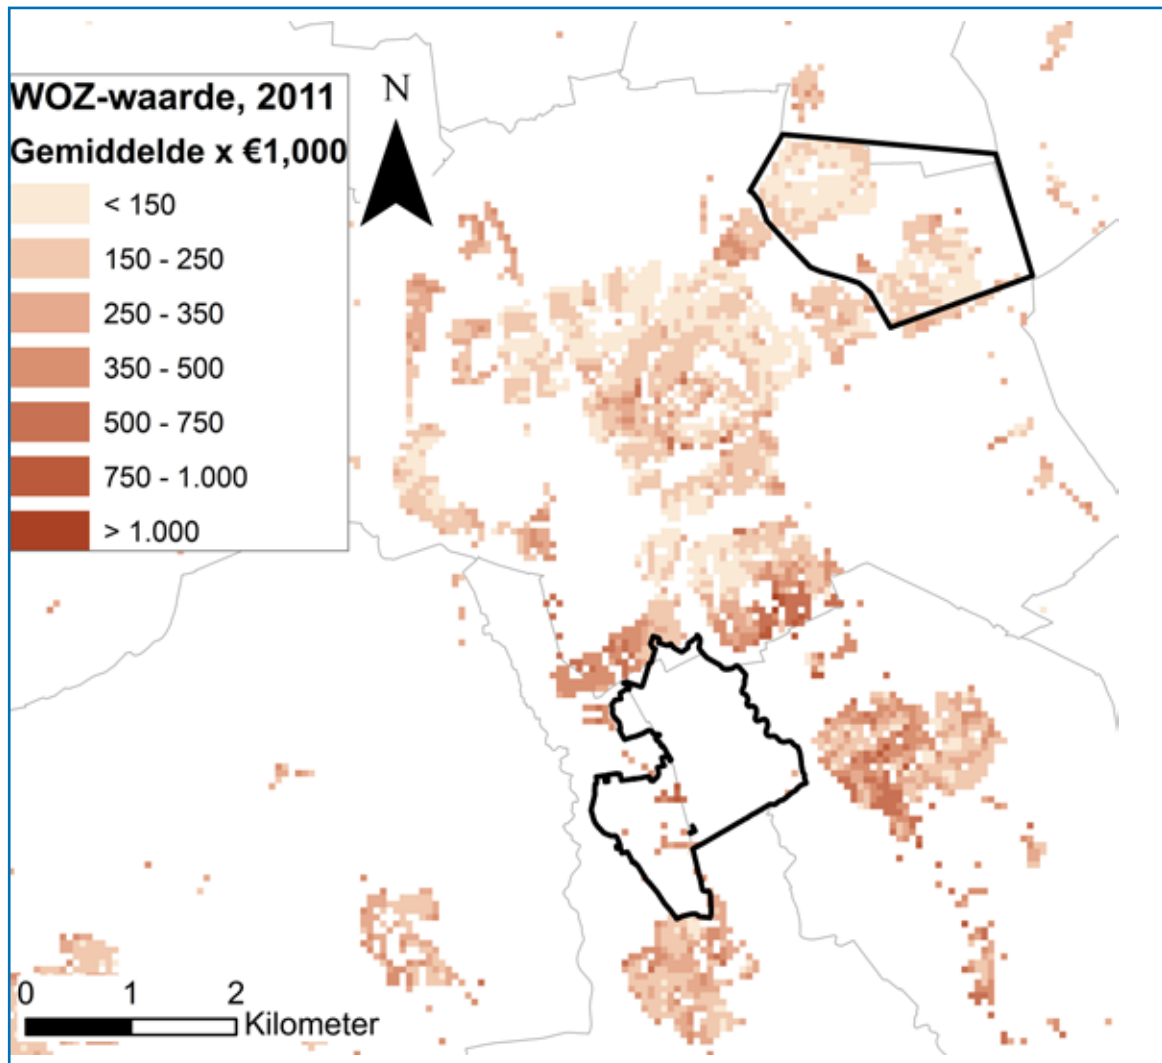 WOZ-waarde, 2011
Gemiddelde x €1,000
< 150
150 - 250
250 - 350
350 - 500
500 - 750
750 - 1.000
> 1.000
N
0 1 2
Kilometer